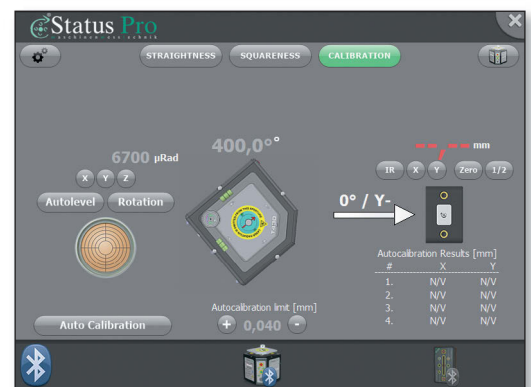 Status Pro
maschinenmesstechnik
STRAIGHTNESS SQUARENESS CALIBRATION
6700 µRad
400,0°°
--,--- mm
X Y Z
IR X Y Zero 1/2
Autolevel Rotation
0° / Y-
Autocalibration Results [mm]
# X Y
1. N/V N/V
2. N/V N/V
3. N/V N/V
4. N/V N/V
Autocalibration limit [mm]
Auto Calibration
+ 0,040 -